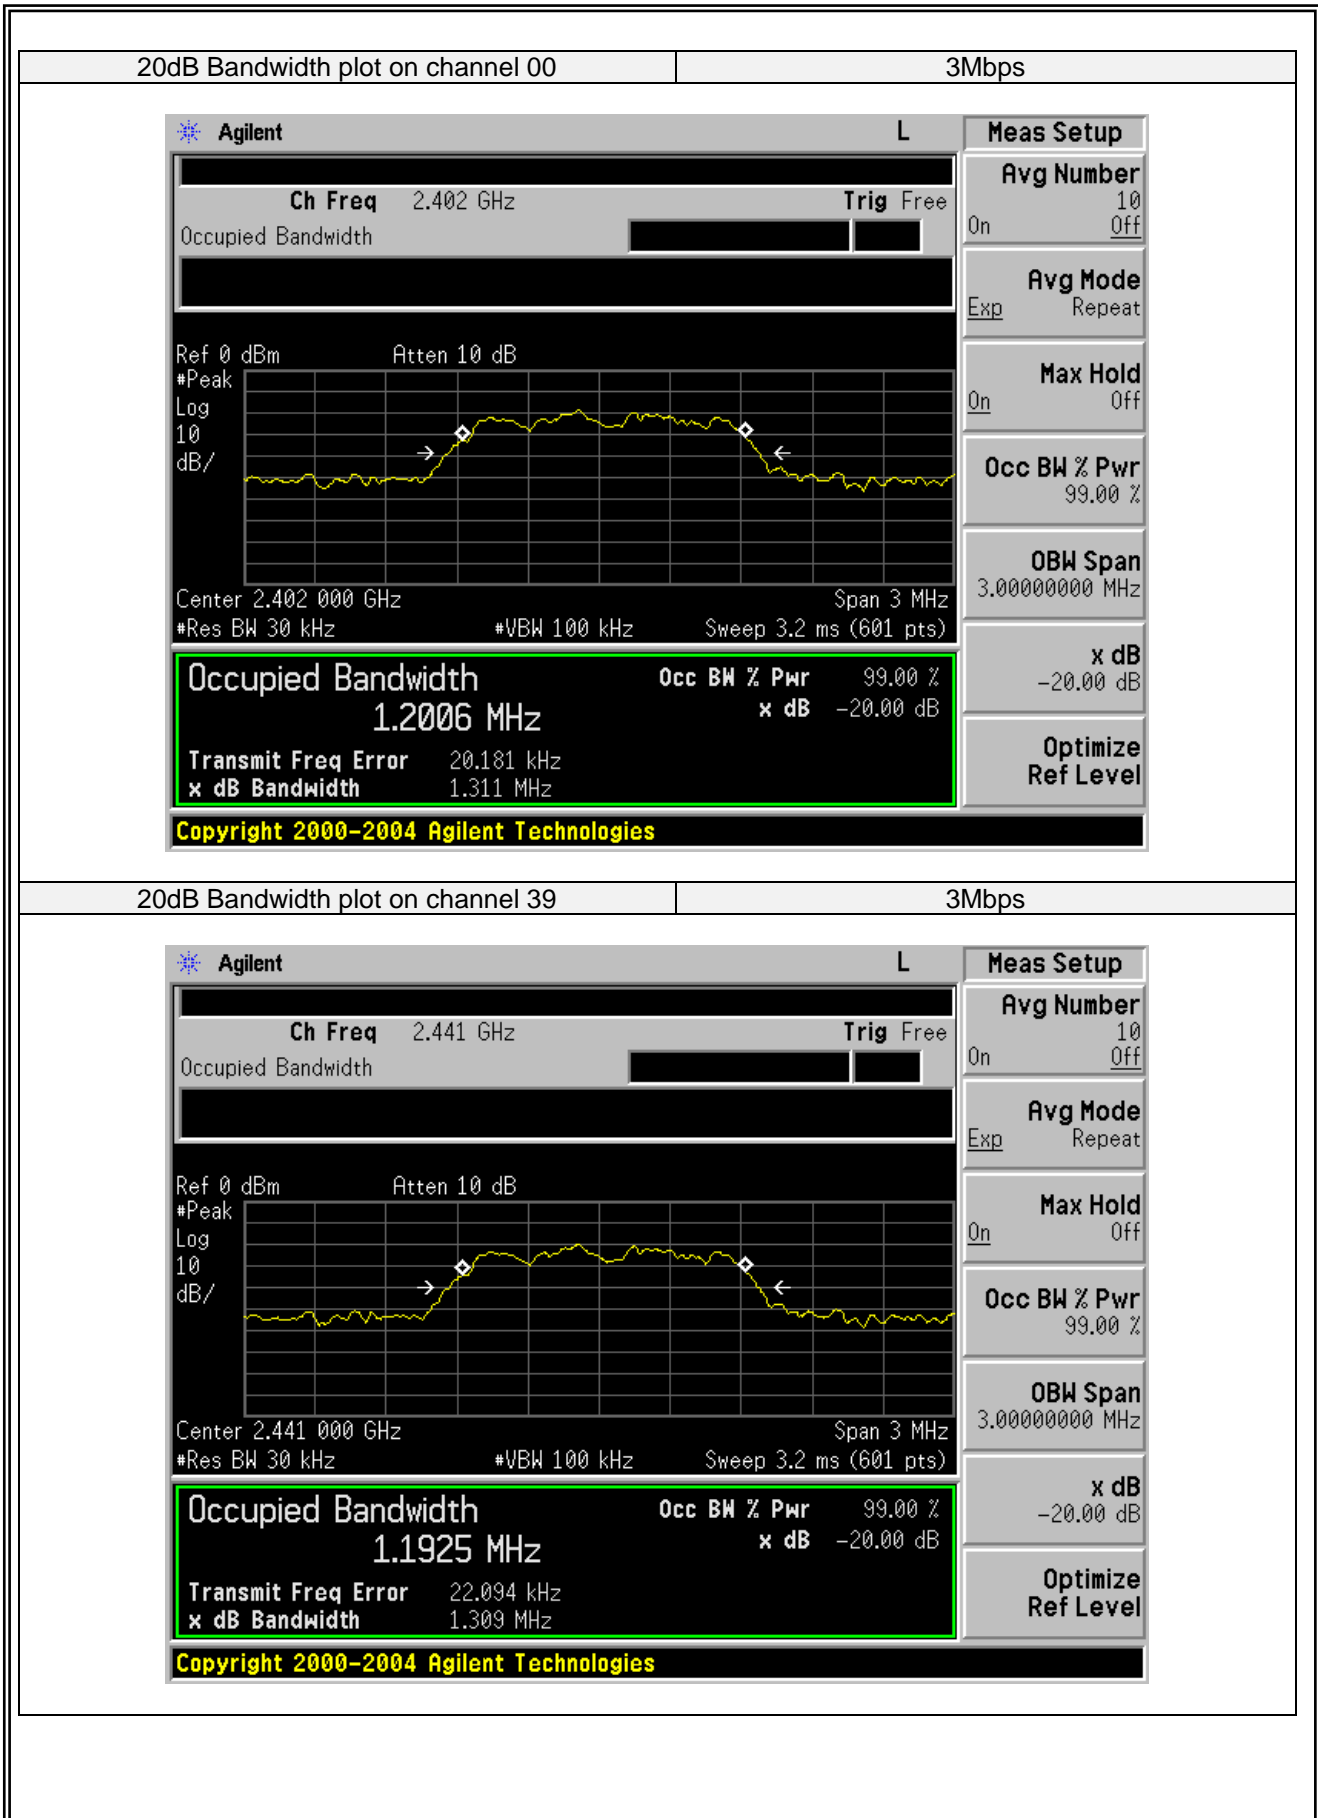 20dB Bandwidth plot on channel 00 3Mbps
Agilent L Meas Setup
Ch Freq 2.402 GHz Trig Free
Occupied Bandwidth
Avg Number
10
On Off
Avg Mode
Exp Repeat
Max Hold
On Off
Occ BW % Pwr
99.00 %
OBW Span
3.00000000 MHz
x dB
-20.00 dB
Optimize
Ref Level
Ref 0 dBm Atten 10 dB
#Peak
Log
10
dB/
Center 2.402 000 GHz Span 3 MHz
#Res BW 30 kHz #VBW 100 kHz Sweep 3.2 ms (601 pts)
Occupied Bandwidth Occ BW % Pwr 99.00 %
1.2006 MHz x dB -20.00 dB
Transmit Freq Error 20.181 kHz
x dB Bandwidth 1.311 MHz
Copyright 2000-2004 Agilent Technologies
20dB Bandwidth plot on channel 39 3Mbps
Agilent L Meas Setup
Ch Freq 2.441 GHz Trig Free
Occupied Bandwidth
Avg Number
10
On Off
Avg Mode
Exp Repeat
Max Hold
On Off
Occ BW % Pwr
99.00 %
OBW Span
3.00000000 MHz
x dB
-20.00 dB
Optimize
Ref Level
Ref 0 dBm Atten 10 dB
#Peak
Log
10
dB/
Center 2.441 000 GHz Span 3 MHz
#Res BW 30 kHz #VBW 100 kHz Sweep 3.2 ms (601 pts)
Occupied Bandwidth Occ BW % Pwr 99.00 %
1.1925 MHz x dB -20.00 dB
Transmit Freq Error 22.094 kHz
x dB Bandwidth 1.309 MHz
Copyright 2000-2004 Agilent Technologies